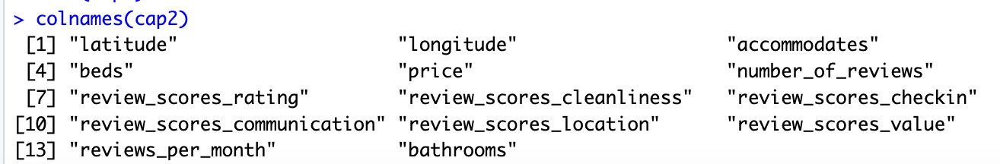 > colnames(cap2)
[1] "latitude" "longitude" "accommodates"
[4] "beds" "price" "number_of_reviews"
[7] "review_scores_rating" "review_scores_cleanliness" "review_scores_checkin"
[10] "review_scores_communication" "review_scores_location" "review_scores_value"
[13] "reviews_per_month" "bathrooms"